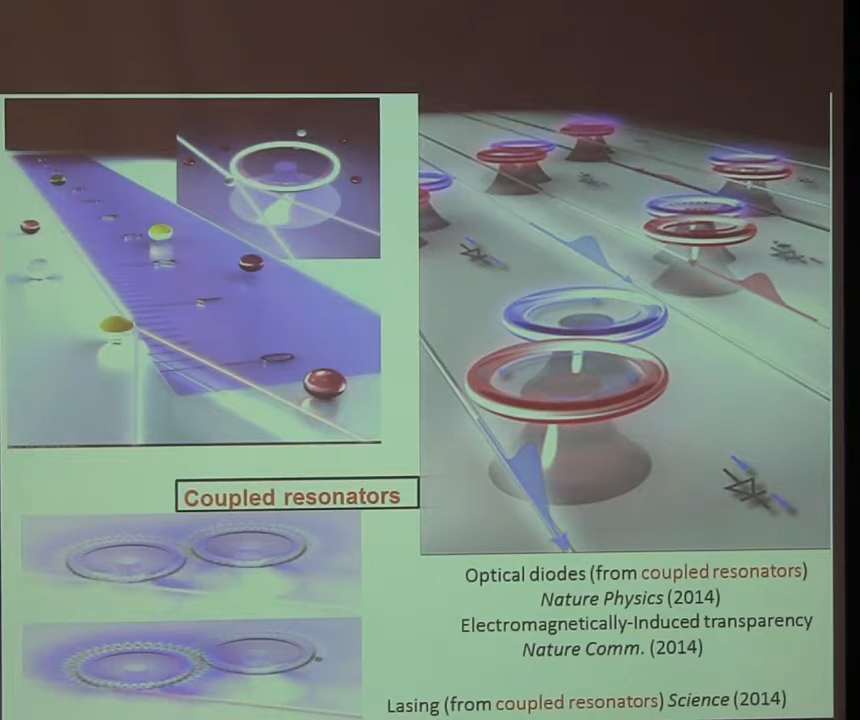 Coupled resonators
Optical diodes (from coupled resonators)
Nature Physics (2014)
Electromagnetically-Induced transparency
Nature Comm. (2014)
Lasing (from coupled resonators) Science (2014)